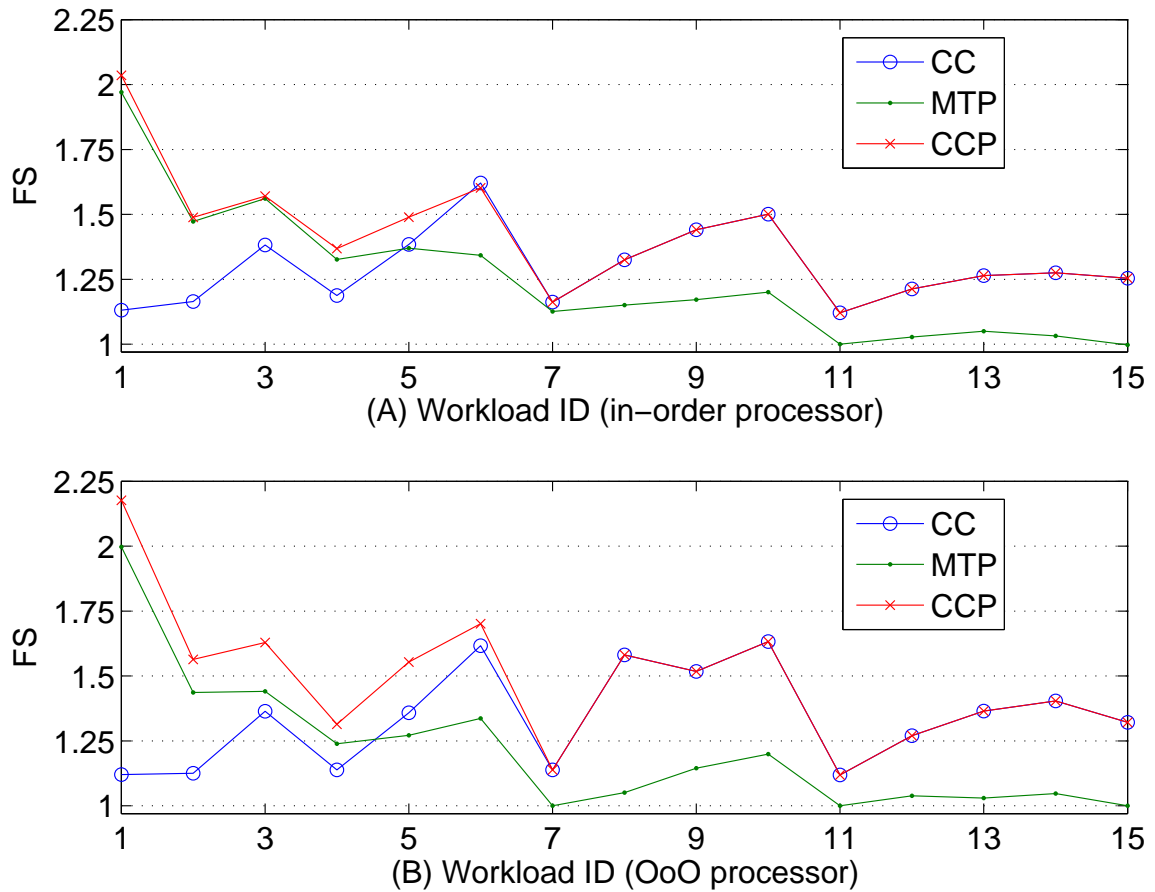 2.25
2
1.75
1.5
1.25
1
FS
CC
MTP
CCP
1 3 5 7 9 11 13 15
(A) Workload ID (in−order processor)
2.25
2
1.75
1.5
1.25
1
FS
CC
MTP
CCP
1 3 5 7 9 11 13 15
(B) Workload ID (OoO processor)